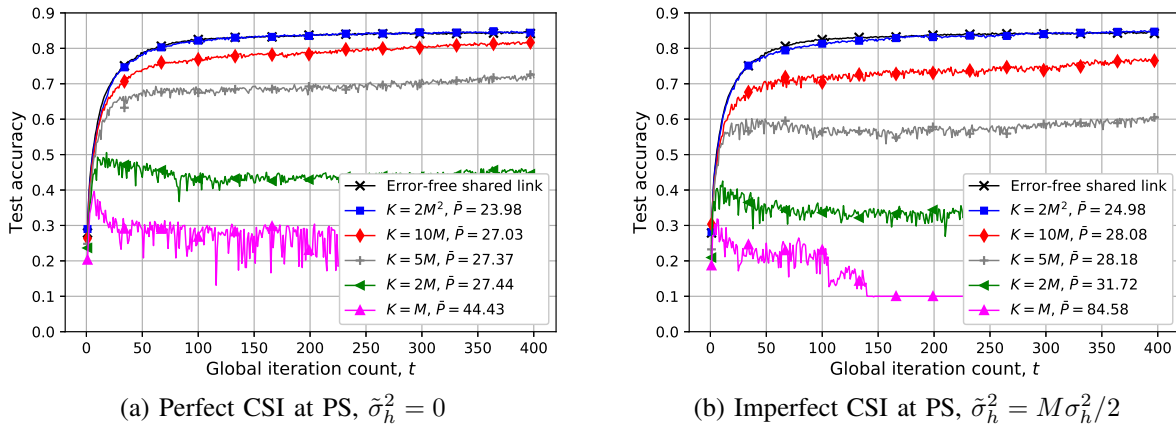 0.9
0.8
0.7
0.6
0.5
0.4
0.3
0.2
0.1
0.0
Test accuracy
0 50 100 150 200 250 300 350 400
Global iteration count, t
Error-free shared link
K = 2M², P̄ = 23.98
K = 10M, P̄ = 27.03
K = 5M, P̄ = 27.37
K = 2M, P̄ = 27.44
K = M, P̄ = 44.43
(a) Perfect CSI at PS, σ̃²ₕ = 0
0.9
0.8
0.7
0.6
0.5
0.4
0.3
0.2
0.1
0.0
Test accuracy
0 50 100 150 200 250 300 350 400
Global iteration count, t
Error-free shared link
K = 2M², P̄ = 24.98
K = 10M, P̄ = 28.08
K = 5M, P̄ = 28.18
K = 2M, P̄ = 31.72
K = M, P̄ = 84.58
(b) Imperfect CSI at PS, σ̃²ₕ = Mσ²ₕ/2